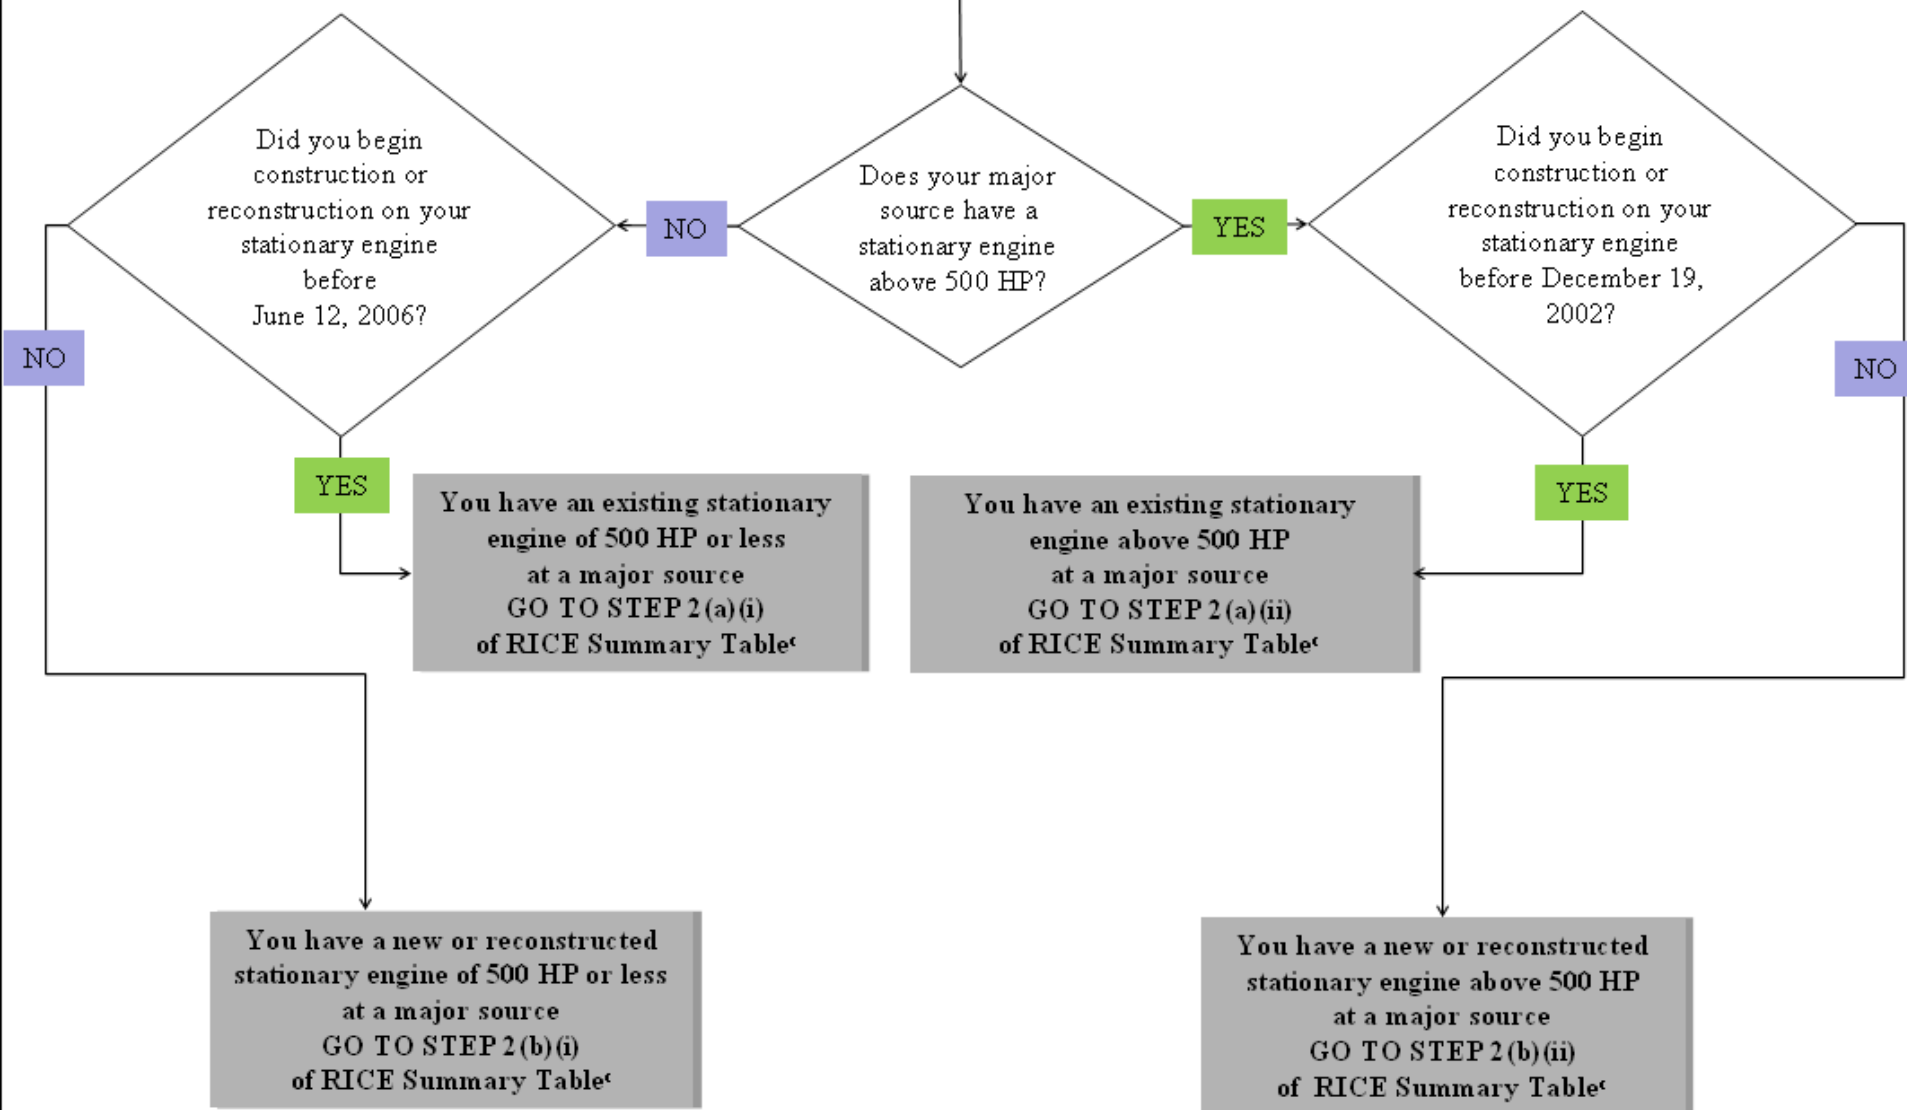 Did you begin
construction or
reconstruction on your
stationary engine
before
June 12, 2006?
NO
Does your major
source have a
stationary engine
above 500 HP?
YES
Did you begin
construction or
reconstruction on your
stationary engine
before December 19,
2002?
NO
NO
YES
You have an existing stationary
engine of 500 HP or less
at a major source
GO TO STEP 2(a)(i)
of RICE Summary Tableᶜ
You have an existing stationary
engine above 500 HP
at a major source
GO TO STEP 2(a)(ii)
of RICE Summary Tableᶜ
YES
You have a new or reconstructed
stationary engine of 500 HP or less
at a major source
GO TO STEP 2(b)(i)
of RICE Summary Tableᶜ
You have a new or reconstructed
stationary engine above 500 HP
at a major source
GO TO STEP 2(b)(ii)
of RICE Summary Tableᶜ